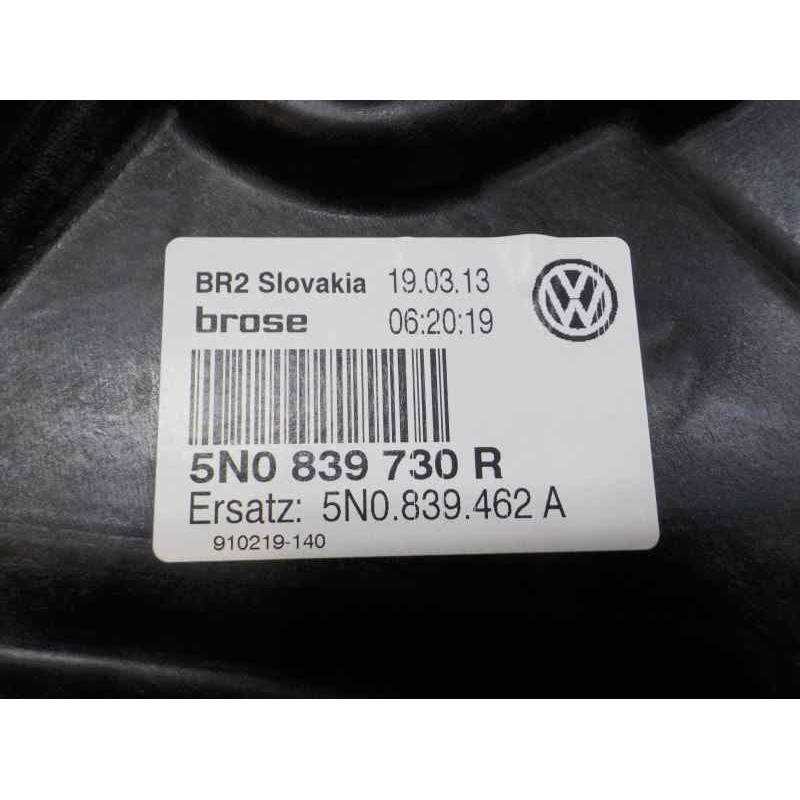 BR2 Slovakia 19.03.13
brose 06:20:19
5N0 839 730 R
Ersatz: 5N0.839.462 A
910219-140